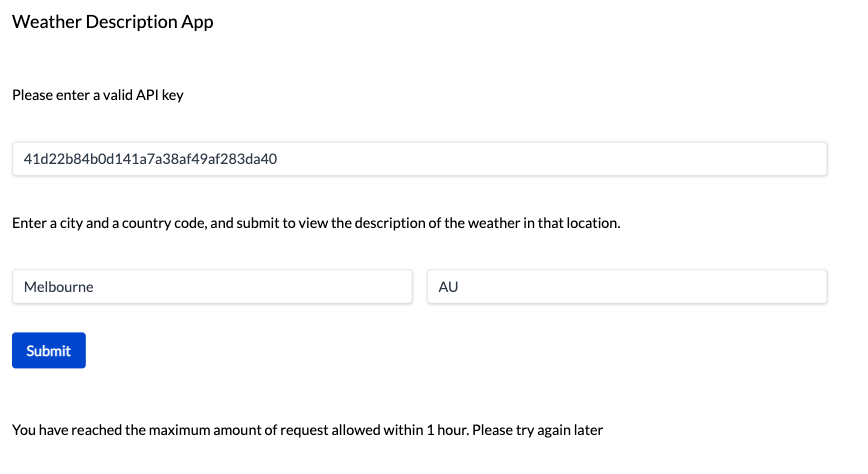 Weather Description App
Please enter a valid API key
41d22b84b0d141a7a38af49af283da40
Enter a city and a country code, and submit to view the description of the weather in that location.
Melbourne
AU
Submit
You have reached the maximum amount of request allowed within 1 hour. Please try again later